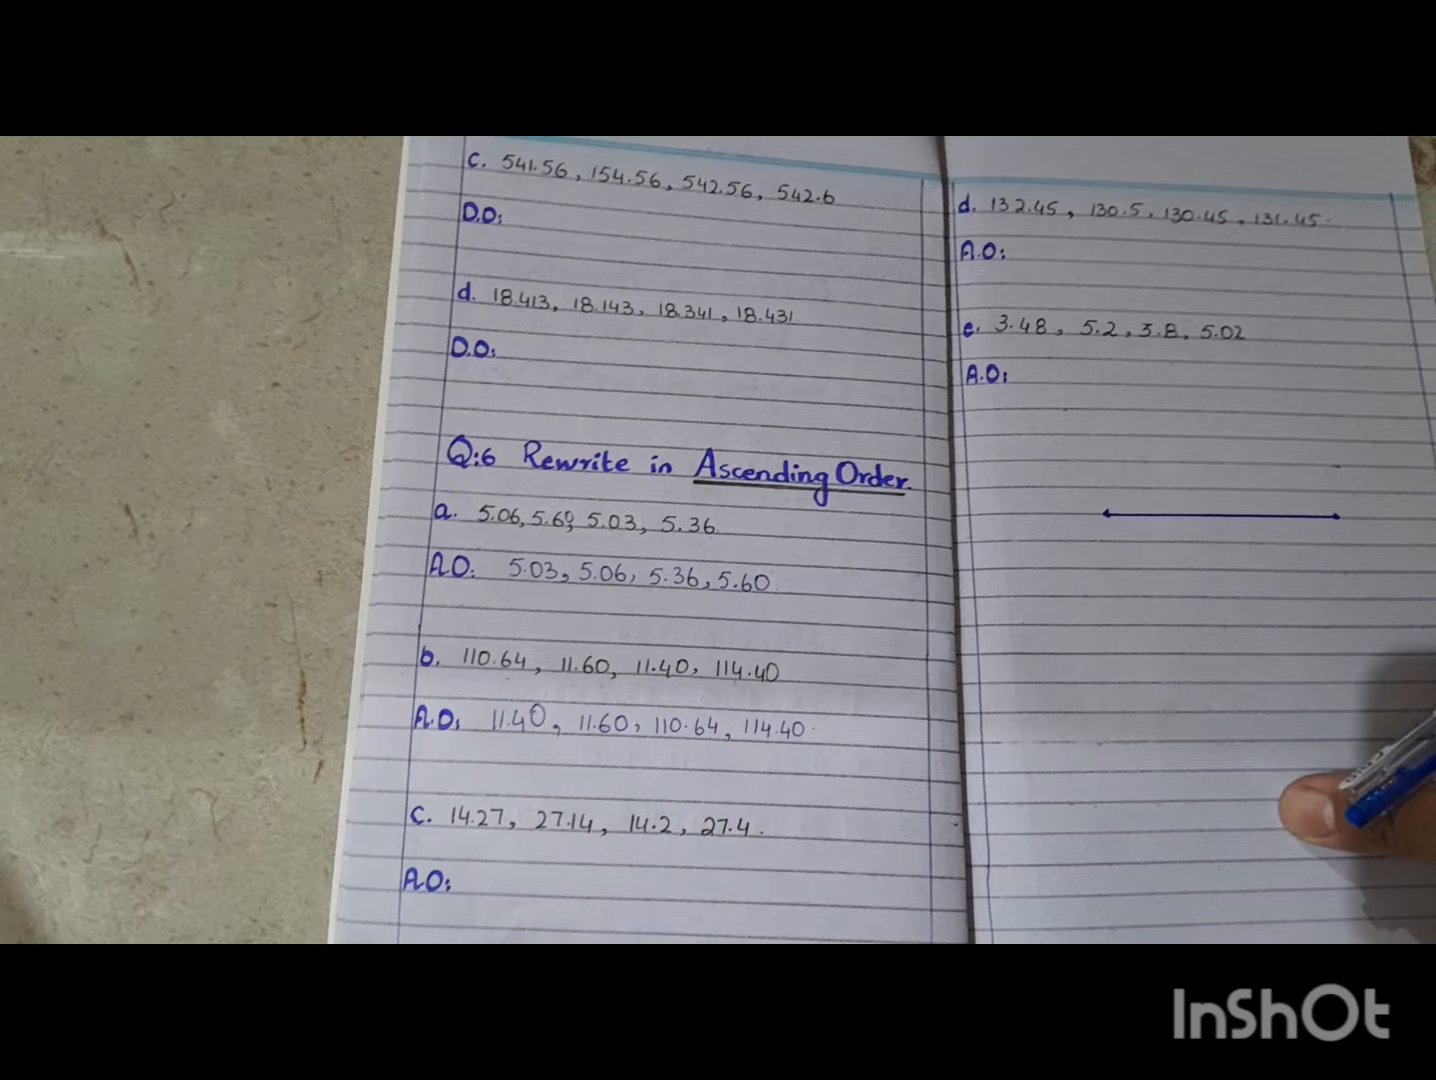 c. 541.56, 154.56, 542.56, 542.6
D.O:
d. 18.413, 18.143, 18.341, 18.431
D.O:
Q:6 Rewrite in Ascending Order.
a. 5.06, 5.60, 5.03, 5.36
A.O: 5.03, 5.06, 5.36, 5.60
b. 110.64, 11.60, 11.40, 114.40
A.O: 11.40, 11.60, 110.64, 114.40.
c. 14.27, 27.14, 14.2, 27.4.
A.O:
d. 132.45, 130.5, 130.45, 131.45.
A.O:
e. 3.48, 5.2, 3.8, 5.02
A.O:
InShOt